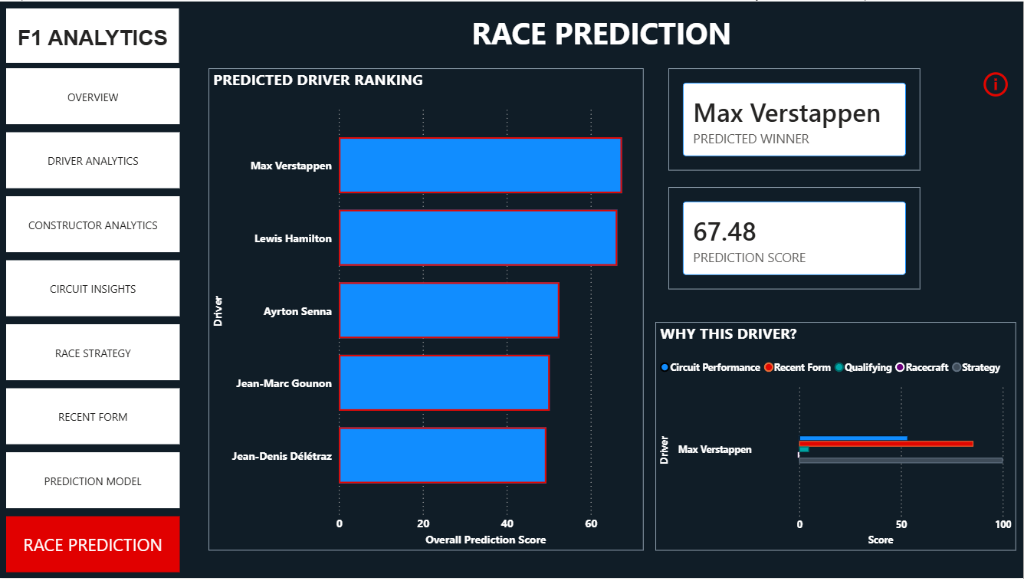 F1 ANALYTICS
OVERVIEW
DRIVER ANALYTICS
CONSTRUCTOR ANALYTICS
CIRCUIT INSIGHTS
RACE STRATEGY
RECENT FORM
PREDICTION MODEL
RACE PREDICTION
RACE PREDICTION
PREDICTED DRIVER RANKING
Driver
Max Verstappen
Lewis Hamilton
Ayrton Senna
Jean-Marc Gounon
Jean-Denis Délétraz
0 20 40 60
Overall Prediction Score
Max Verstappen
PREDICTED WINNER
67.48
PREDICTION SCORE
WHY THIS DRIVER?
Circuit Performance Recent Form Qualifying Racecraft Strategy
Driver
Max Verstappen
0 50 100
Score